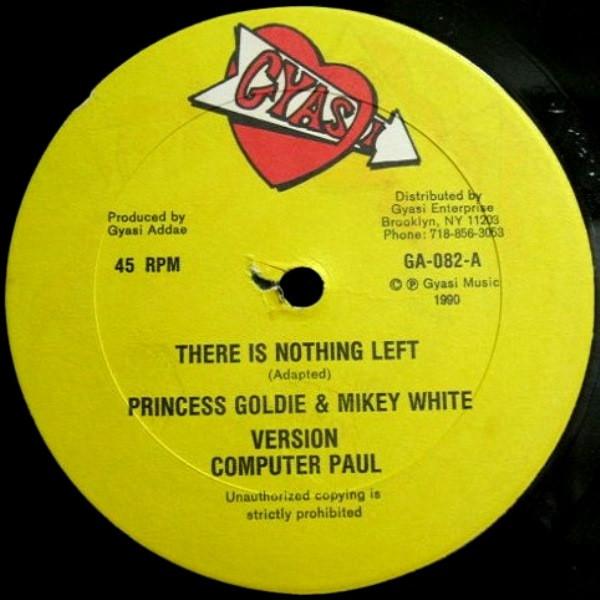 GYASI
Produced by
Gyasi Addae
45 RPM
Distributed by
Gyasi Enterprise
Brooklyn, NY 11203
Phone: 718-856-3053
GA-082-A
© ℗ Gyasi Music
1990
THERE IS NOTHING LEFT
(Adapted)
PRINCESS GOLDIE & MIKEY WHITE
VERSION
COMPUTER PAUL
Unauthorized copying is
strictly prohibited